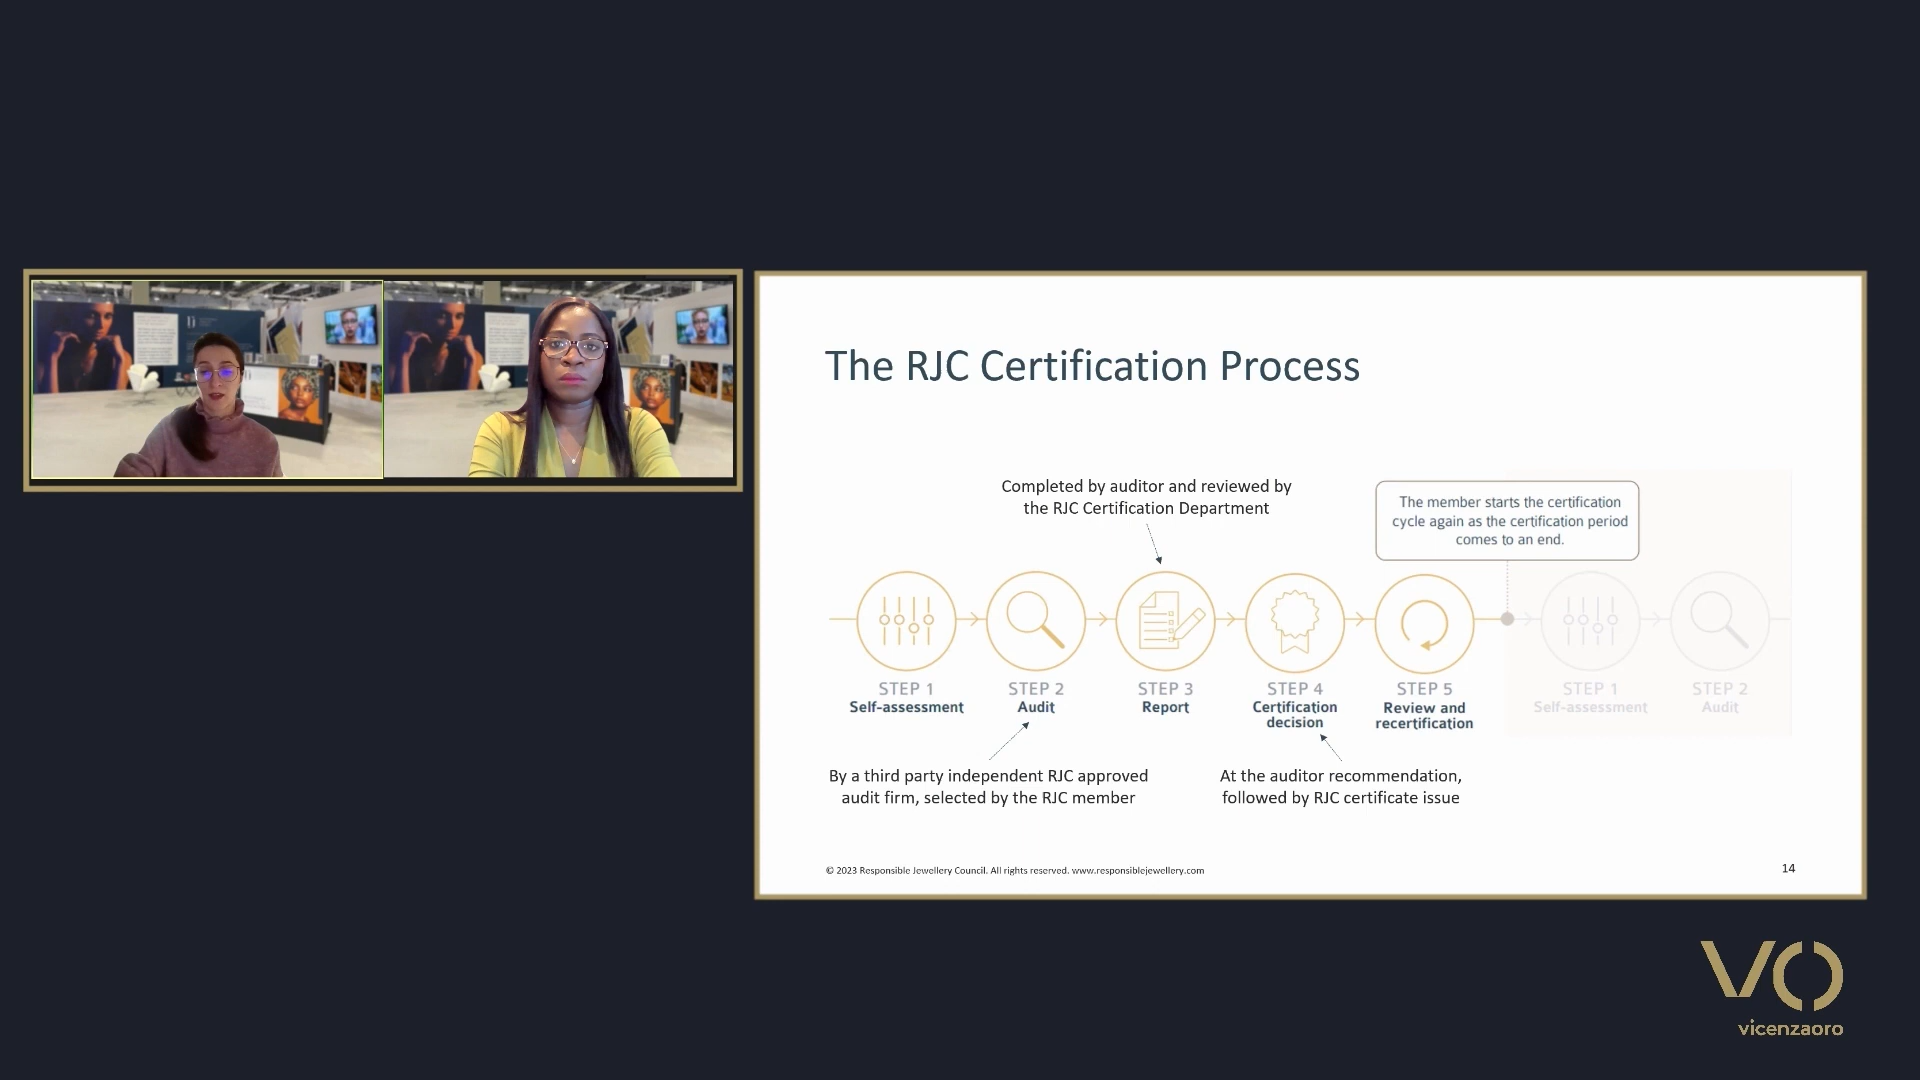 The RJC Certification Process
Completed by auditor and reviewed by
the RJC Certification Department
The member starts the certification
cycle again as the certification period
comes to an end.
STEP 1
Self-assessment
STEP 2
Audit
STEP 3
Report
STEP 4
Certification
decision
STEP 5
Review and
recertification
STEP 1
Self-assessment
STEP 2
Audit
By a third party independent RJC approved
audit firm, selected by the RJC member
At the auditor recommendation,
followed by RJC certificate issue
© 2023 Responsible Jewellery Council. All rights reserved. www.responsiblejewellery.com
14
VO
vicenzaoro